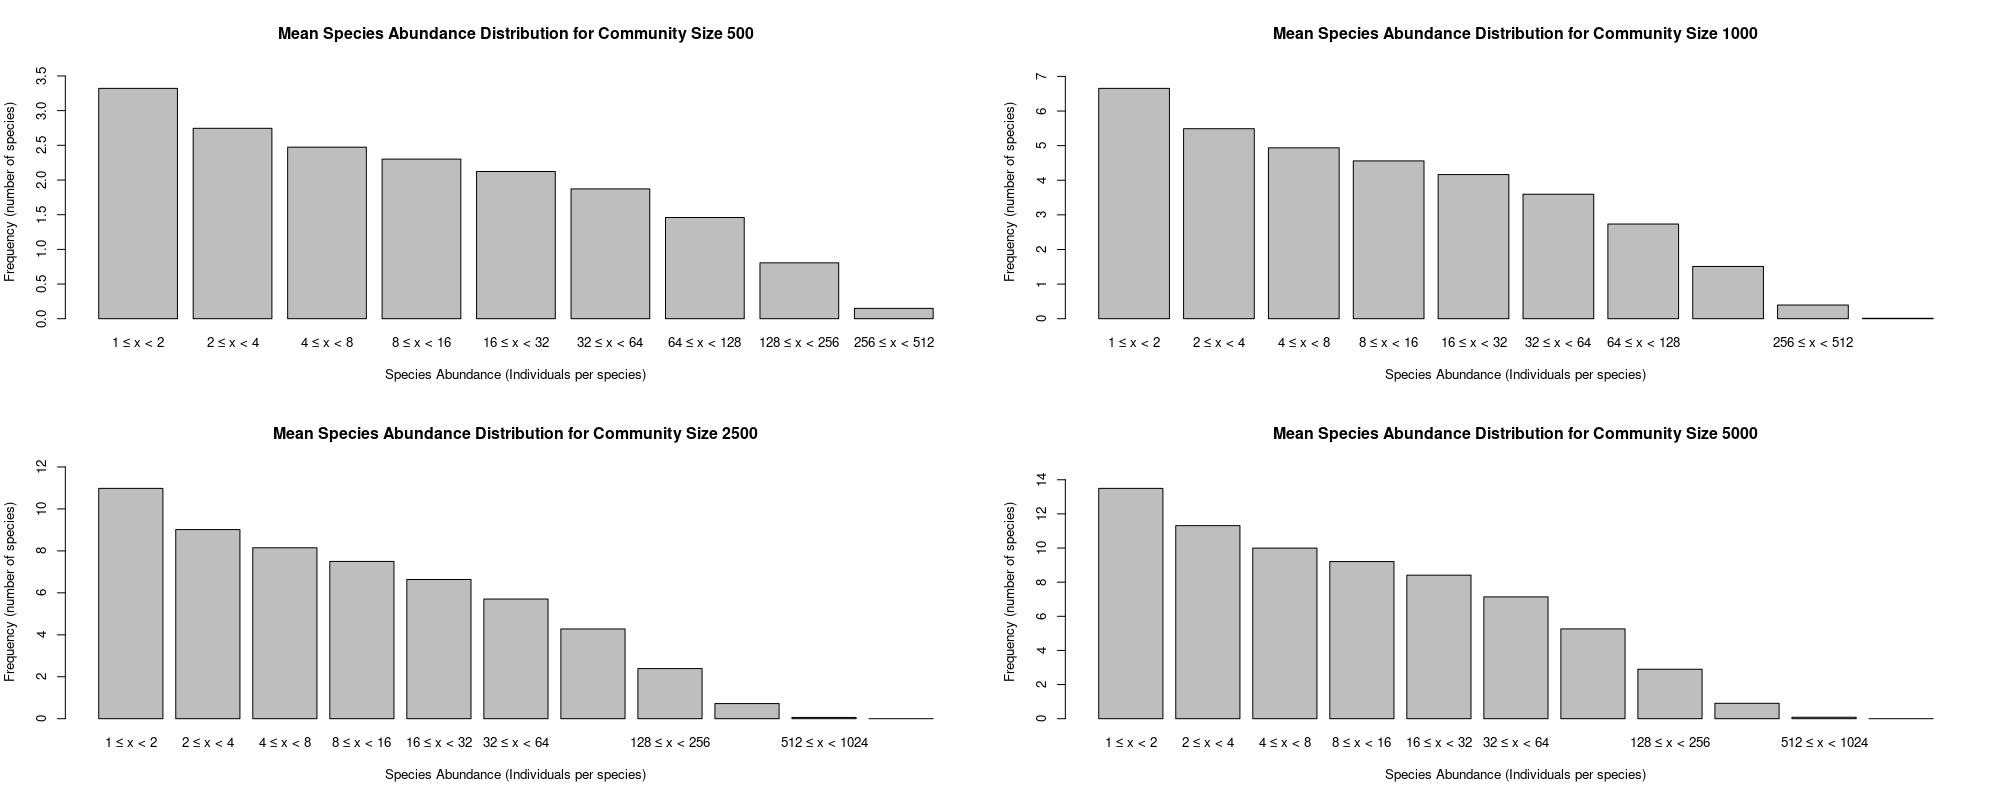 Mean Species Abundance Distribution for Community Size 500
Frequency (number of species)
3.5
3.0
2.5
2.0
1.5
1.0
0.5
0.0
1 ≤ x < 2 2 ≤ x < 4 4 ≤ x < 8 8 ≤ x < 16 16 ≤ x < 32 32 ≤ x < 64 64 ≤ x < 128 128 ≤ x < 256 256 ≤ x < 512
Species Abundance (Individuals per species)
Mean Species Abundance Distribution for Community Size 1000
Frequency (number of species)
7
6
5
4
3
2
1
0
1 ≤ x < 2 2 ≤ x < 4 4 ≤ x < 8 8 ≤ x < 16 16 ≤ x < 32 32 ≤ x < 64 64 ≤ x < 128 256 ≤ x < 512
Species Abundance (Individuals per species)
Mean Species Abundance Distribution for Community Size 2500
Frequency (number of species)
12
10
8
6
4
2
0
1 ≤ x < 2 2 ≤ x < 4 4 ≤ x < 8 8 ≤ x < 16 16 ≤ x < 32 32 ≤ x < 64 128 ≤ x < 256 512 ≤ x < 1024
Species Abundance (Individuals per species)
Mean Species Abundance Distribution for Community Size 5000
Frequency (number of species)
14
12
10
8
6
4
2
0
1 ≤ x < 2 2 ≤ x < 4 4 ≤ x < 8 8 ≤ x < 16 16 ≤ x < 32 32 ≤ x < 64 128 ≤ x < 256 512 ≤ x < 1024
Species Abundance (Individuals per species)